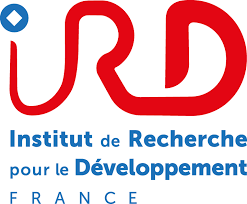 iRD
Institut de Recherche
pour le Développement
FRANCE